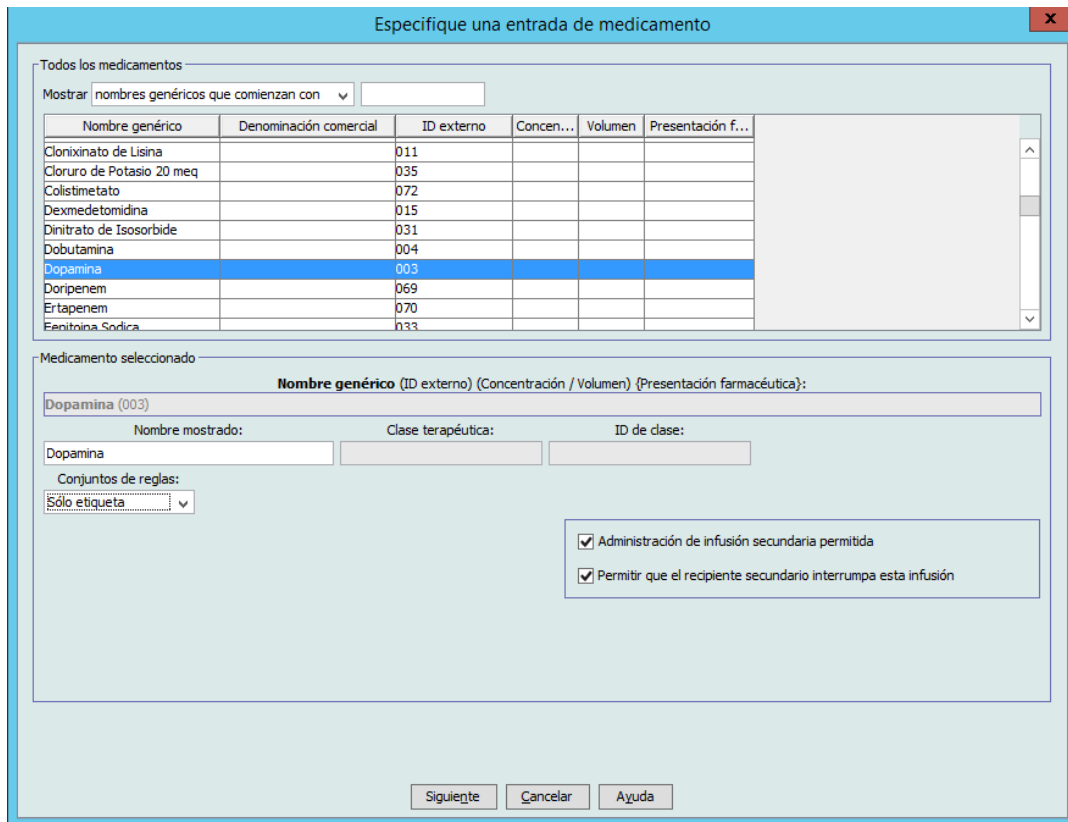 Especifique una entrada de medicamento
x
Todos los medicamentos
Mostrar nombres genéricos que comienzan con
Nombre genérico Denominación comercial ID externo Concen... Volumen Presentación f...
Clonixinato de Lisina 011
Cloruro de Potasio 20 meq 035
Colistimetato 072
Dexmedetomidina 015
Dinitrato de Isosorbide 031
Dobutamina 004
Dopamina 003
Doripenem 069
Ertapenem 070
Fenitoina Sodica 033
Medicamento seleccionado
Nombre genérico (ID externo) (Concentración / Volumen) {Presentación farmacéutica}:
Dopamina (003)
Nombre mostrado: Clase terapéutica: ID de clase:
Dopamina
Conjuntos de reglas:
Sólo etiqueta
Administración de infusión secundaria permitida
Permitir que el recipiente secundario interrumpa esta infusión
Siguiente Cancelar Ayuda